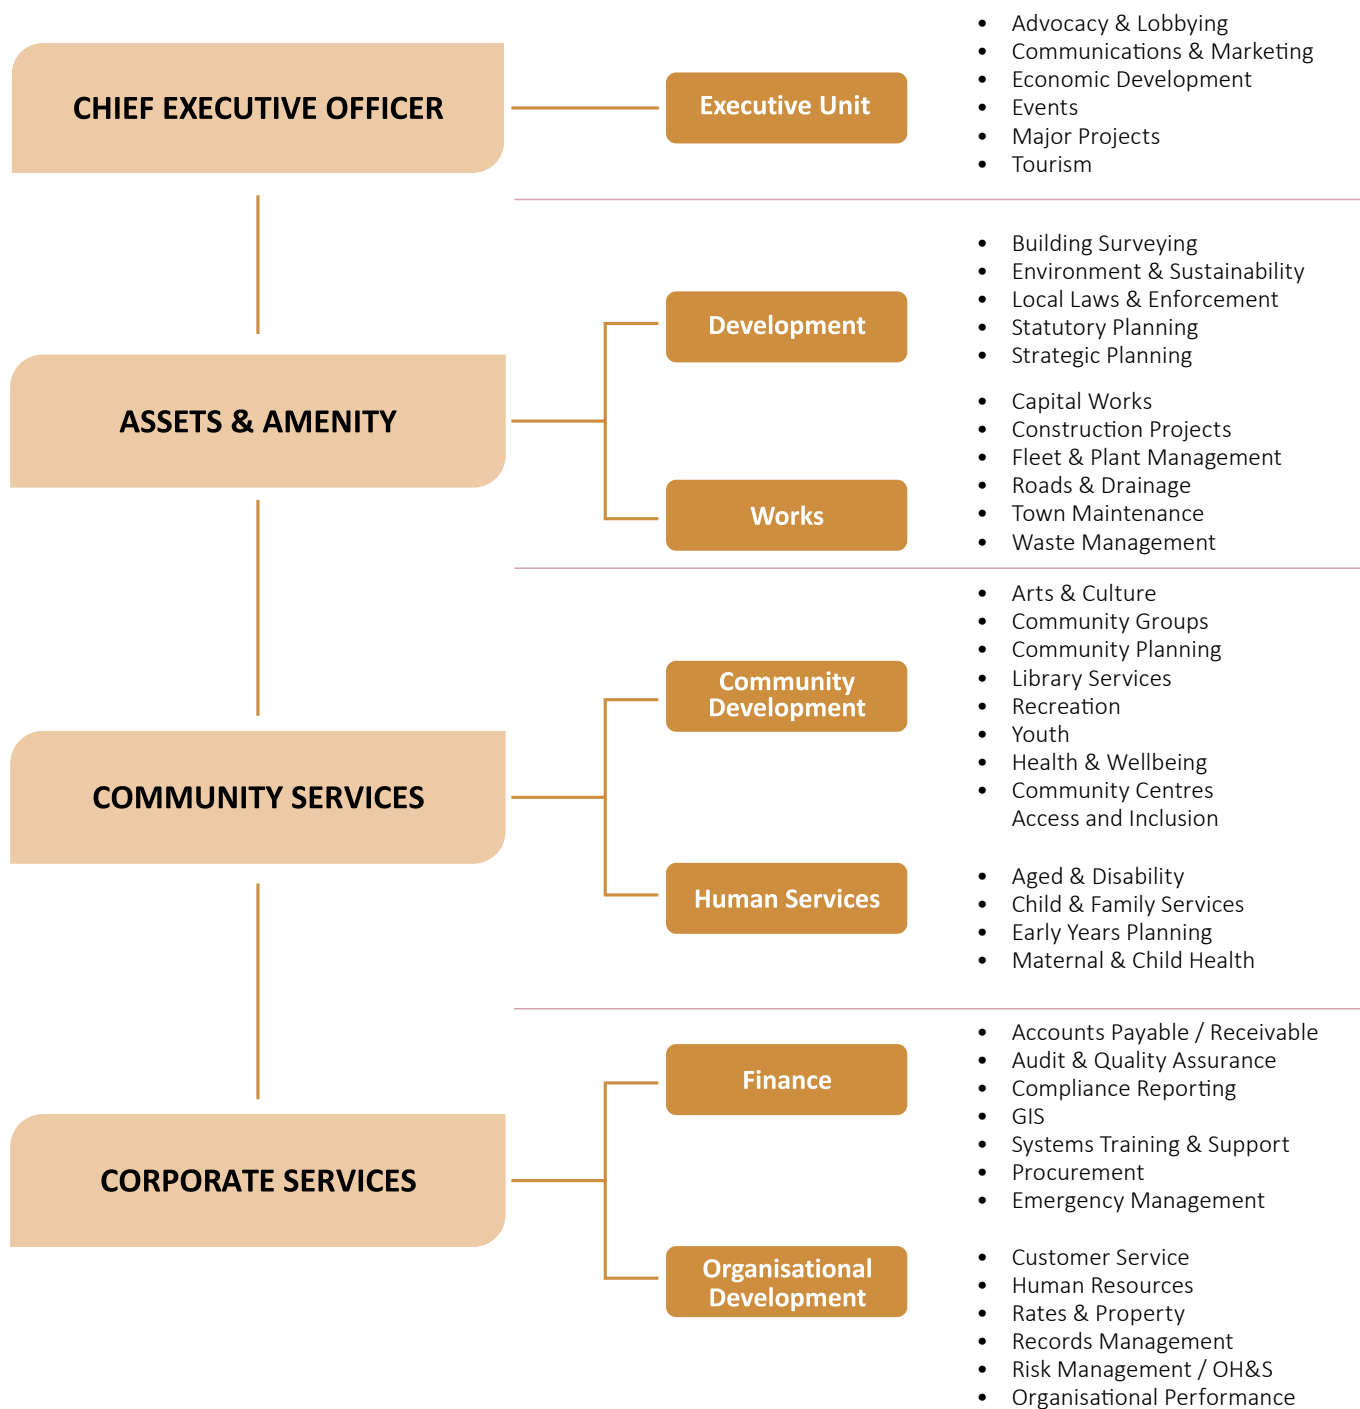 CHIEF EXECUTIVE OFFICER
Executive Unit
• Advocacy & Lobbying
• Communications & Marketing
• Economic Development
• Events
• Major Projects
• Tourism
ASSETS & AMENITY
Development
• Building Surveying
• Environment & Sustainability
• Local Laws & Enforcement
• Statutory Planning
• Strategic Planning
Works
• Capital Works
• Construction Projects
• Fleet & Plant Management
• Roads & Drainage
• Town Maintenance
• Waste Management
COMMUNITY SERVICES
Community
Development
• Arts & Culture
• Community Groups
• Community Planning
• Library Services
• Recreation
• Youth
• Health & Wellbeing
• Community Centres
Access and Inclusion
Human Services
• Aged & Disability
• Child & Family Services
• Early Years Planning
• Maternal & Child Health
CORPORATE SERVICES
Finance
• Accounts Payable / Receivable
• Audit & Quality Assurance
• Compliance Reporting
• GIS
• Systems Training & Support
• Procurement
• Emergency Management
Organisational
Development
• Customer Service
• Human Resources
• Rates & Property
• Records Management
• Risk Management / OH&S
• Organisational Performance